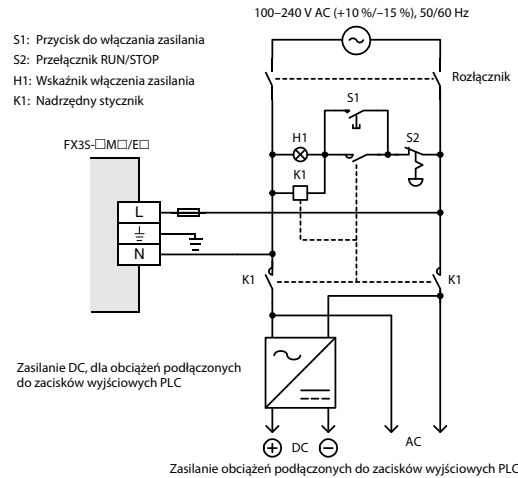 100–240 V AC (+10 %/–15 %), 50/60 Hz
S1: Przycisk do włączania zasilania
S2: Przełącznik RUN/STOP
H1: Wskaźnik włączenia zasilania
K1: Nadrzędny stycznik
Rozłącznik
S1
H1
S2
K1
FX3S-□M□/E□
L
N
K1
K1
Zasilanie DC, dla obciążeń podłączonych
do zacisków wyjściowych PLC
DC
AC
Zasilanie obciążeń podłączonych do zacisków wyjściowych PLC